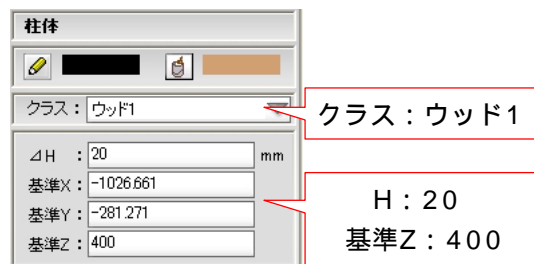 柱体
クラス：ウッド1
クラス：ウッド1
⊿H ：20 mm
基準X：-1026.661
基準Y：-281.271
基準Z：400
H：20
基準Z：400